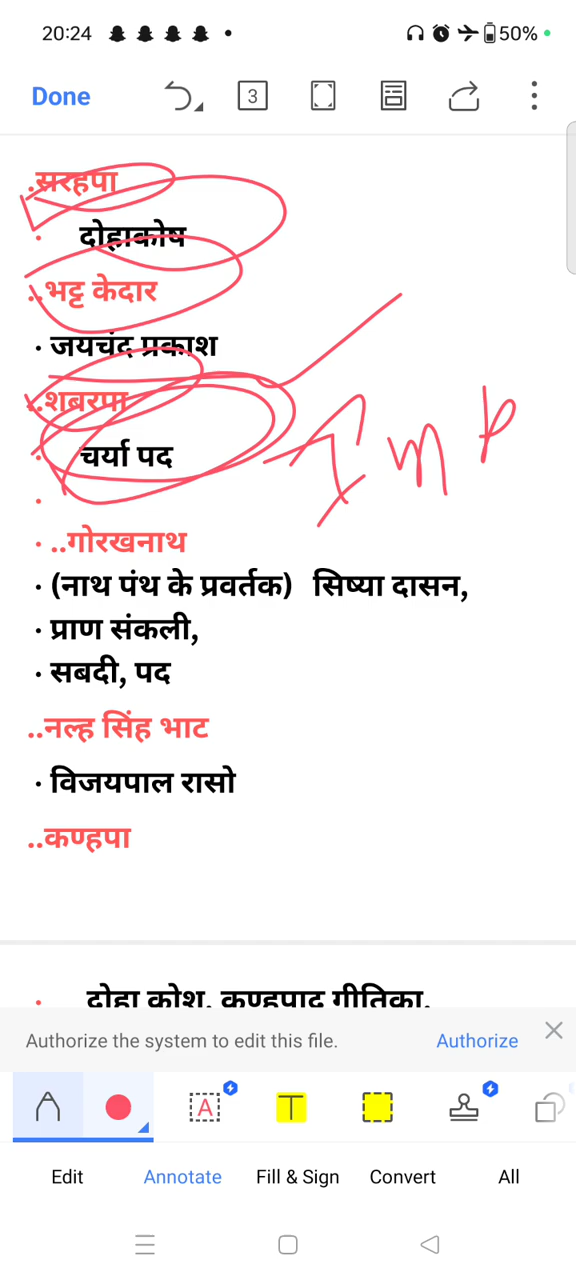 20:24 50%
Done 3
..सरहपा
• दोहाकोष
..भट्ट केदार
• जयचंद प्रकाश
..शबरपा
• चर्या पद
Imp
•
• ..गोरखनाथ
• (नाथ पंथ के प्रवर्तक) सिष्या दासन,
• प्राण संकली,
• सबदी, पद
..नल्ह सिंह भाट
• विजयपाल रासो
..कण्हपा
• दोहा कोश, कण्हपाद गीतिका,
Authorize the system to edit this file. Authorize
A T
Edit Annotate Fill & Sign Convert All